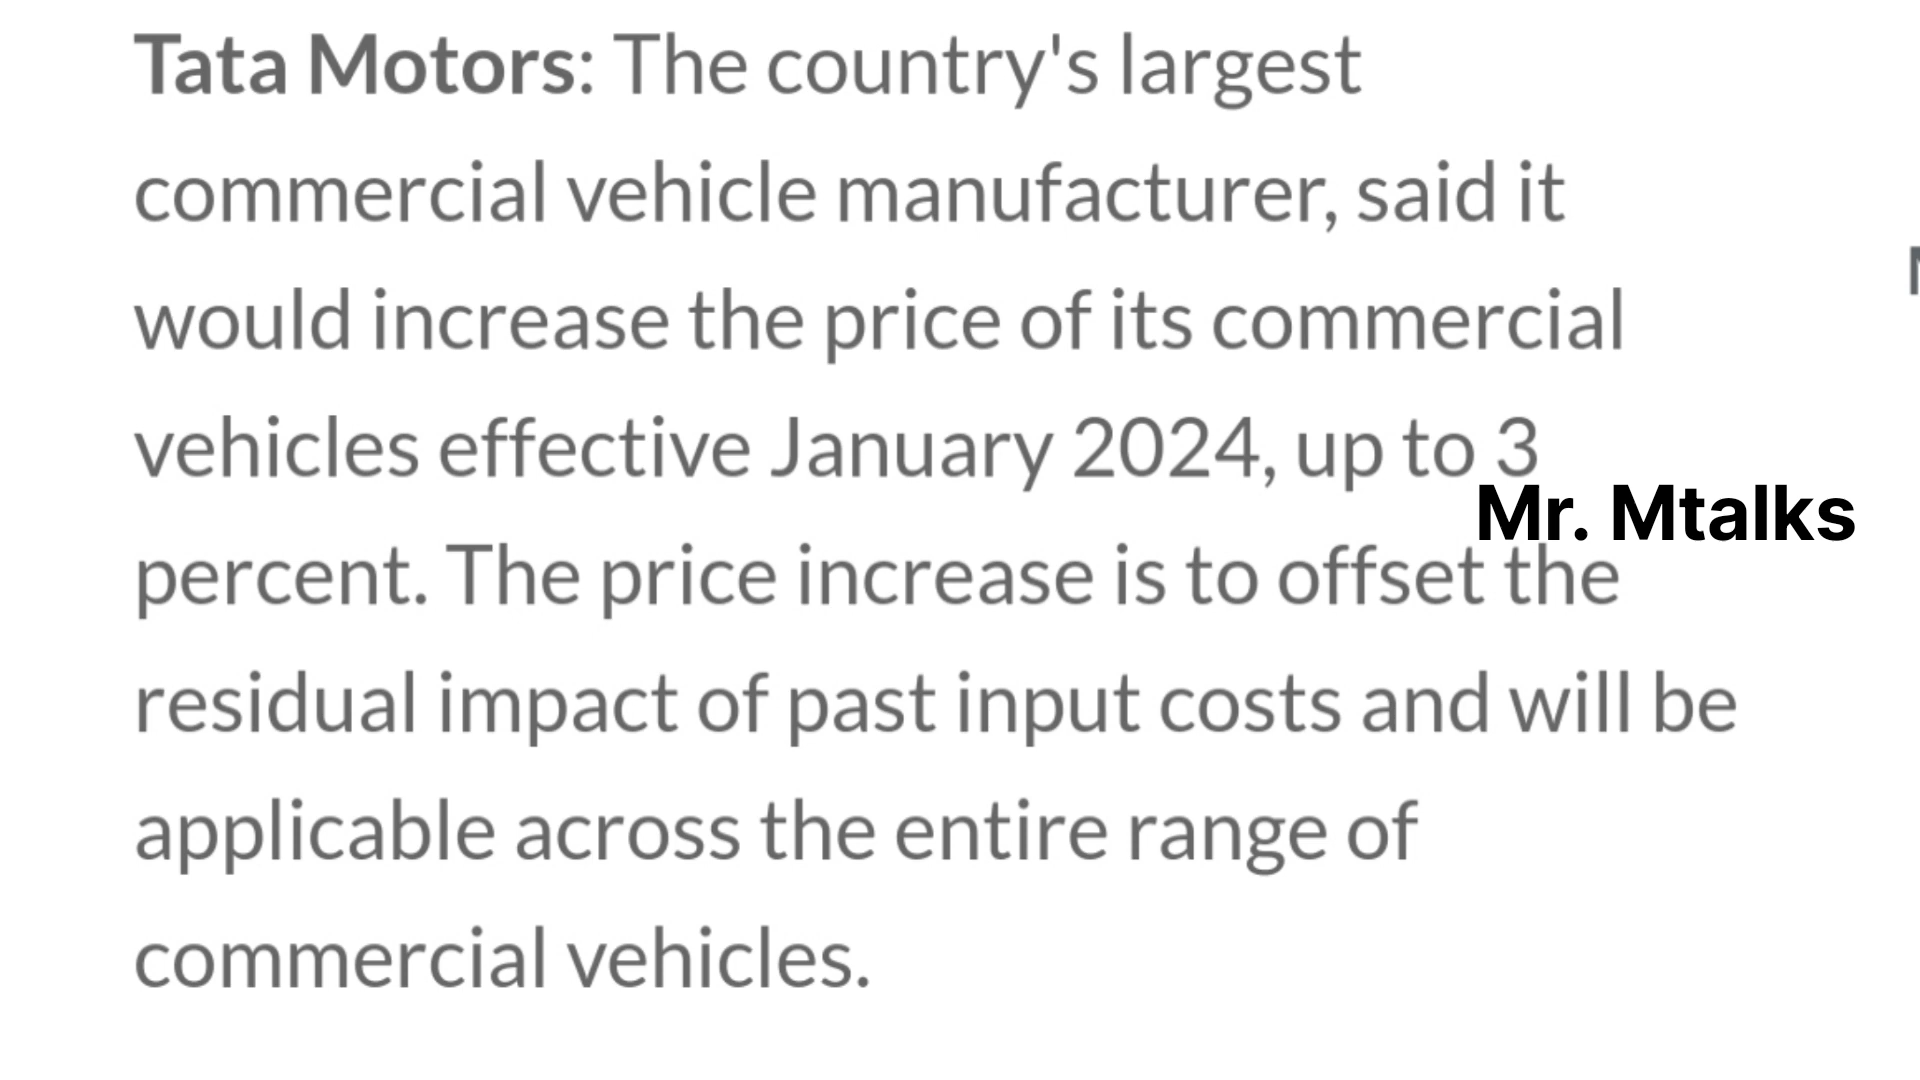 Tata Motors: The country's largest
commercial vehicle manufacturer, said it
would increase the price of its commercial
vehicles effective January 2024, up to 3
Mr. Mtalks
percent. The price increase is to offset the
residual impact of past input costs and will be
applicable across the entire range of
commercial vehicles.